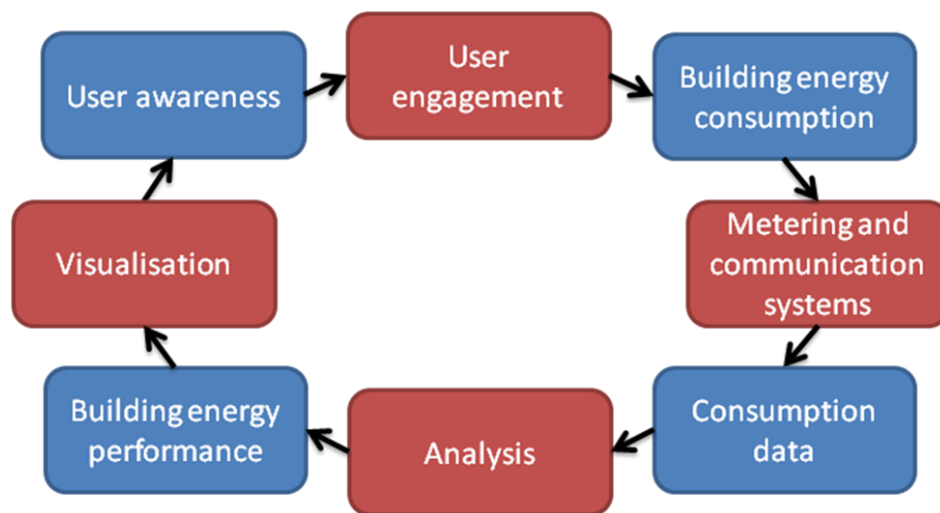 User awareness
User
engagement
Building energy
consumption
Metering and
communication
systems
Consumption
data
Analysis
Building energy
performance
Visualisation